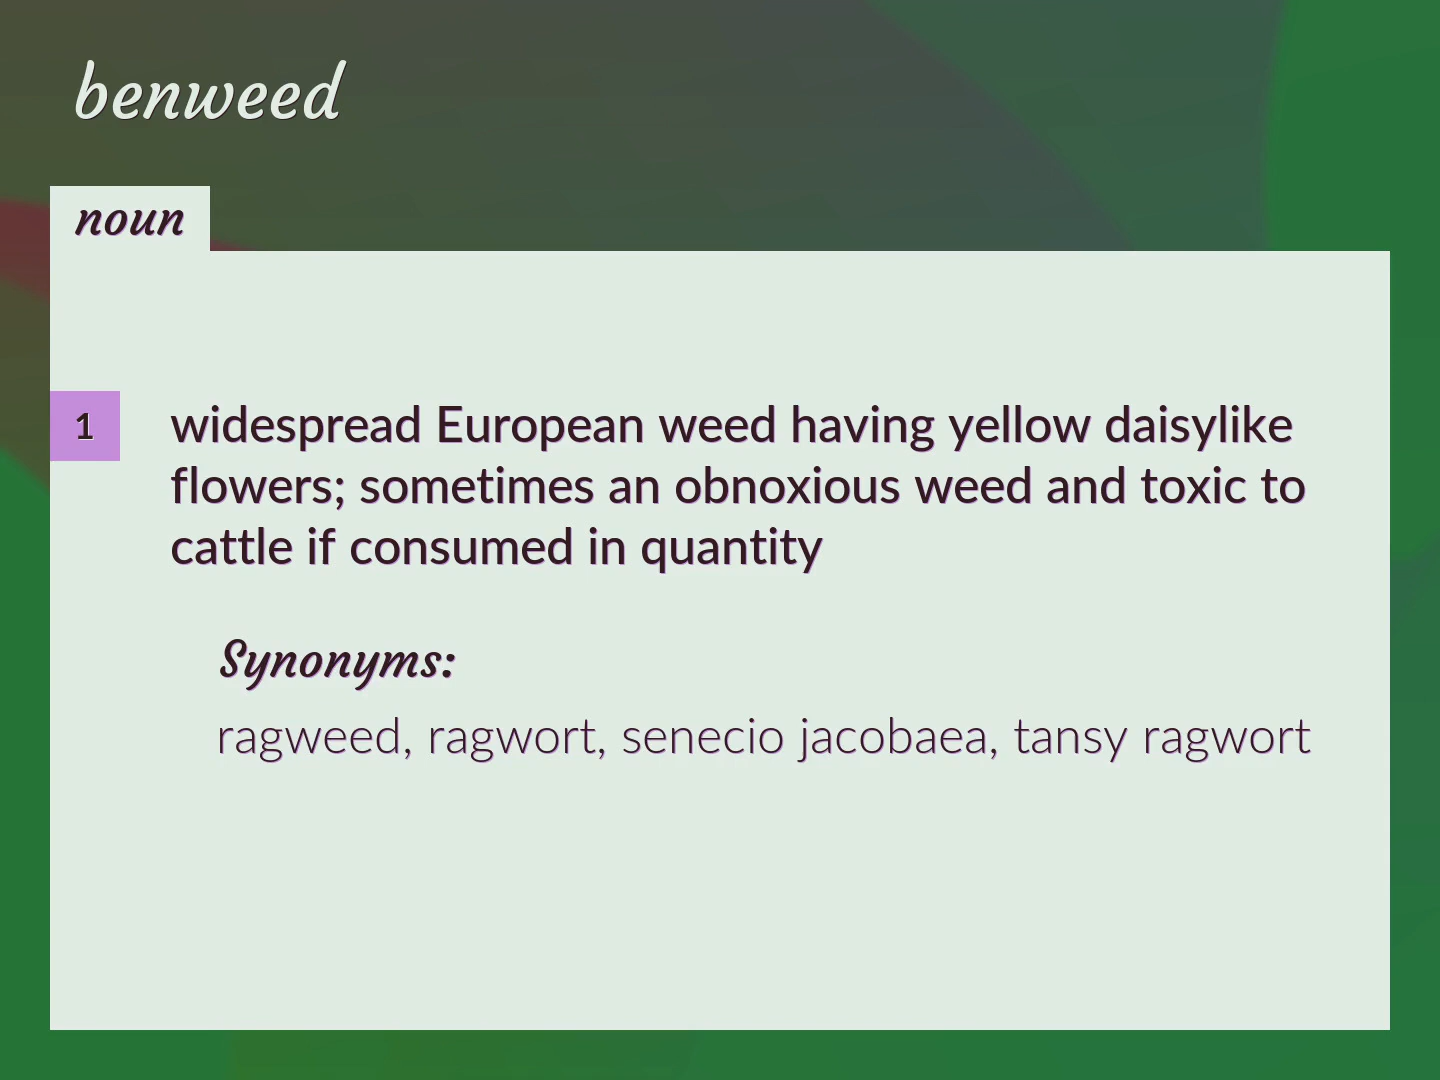 benweed
noun
1
widespread European weed having yellow daisylike
flowers; sometimes an obnoxious weed and toxic to
cattle if consumed in quantity
Synonyms:
ragweed, ragwort, senecio jacobaea, tansy ragwort